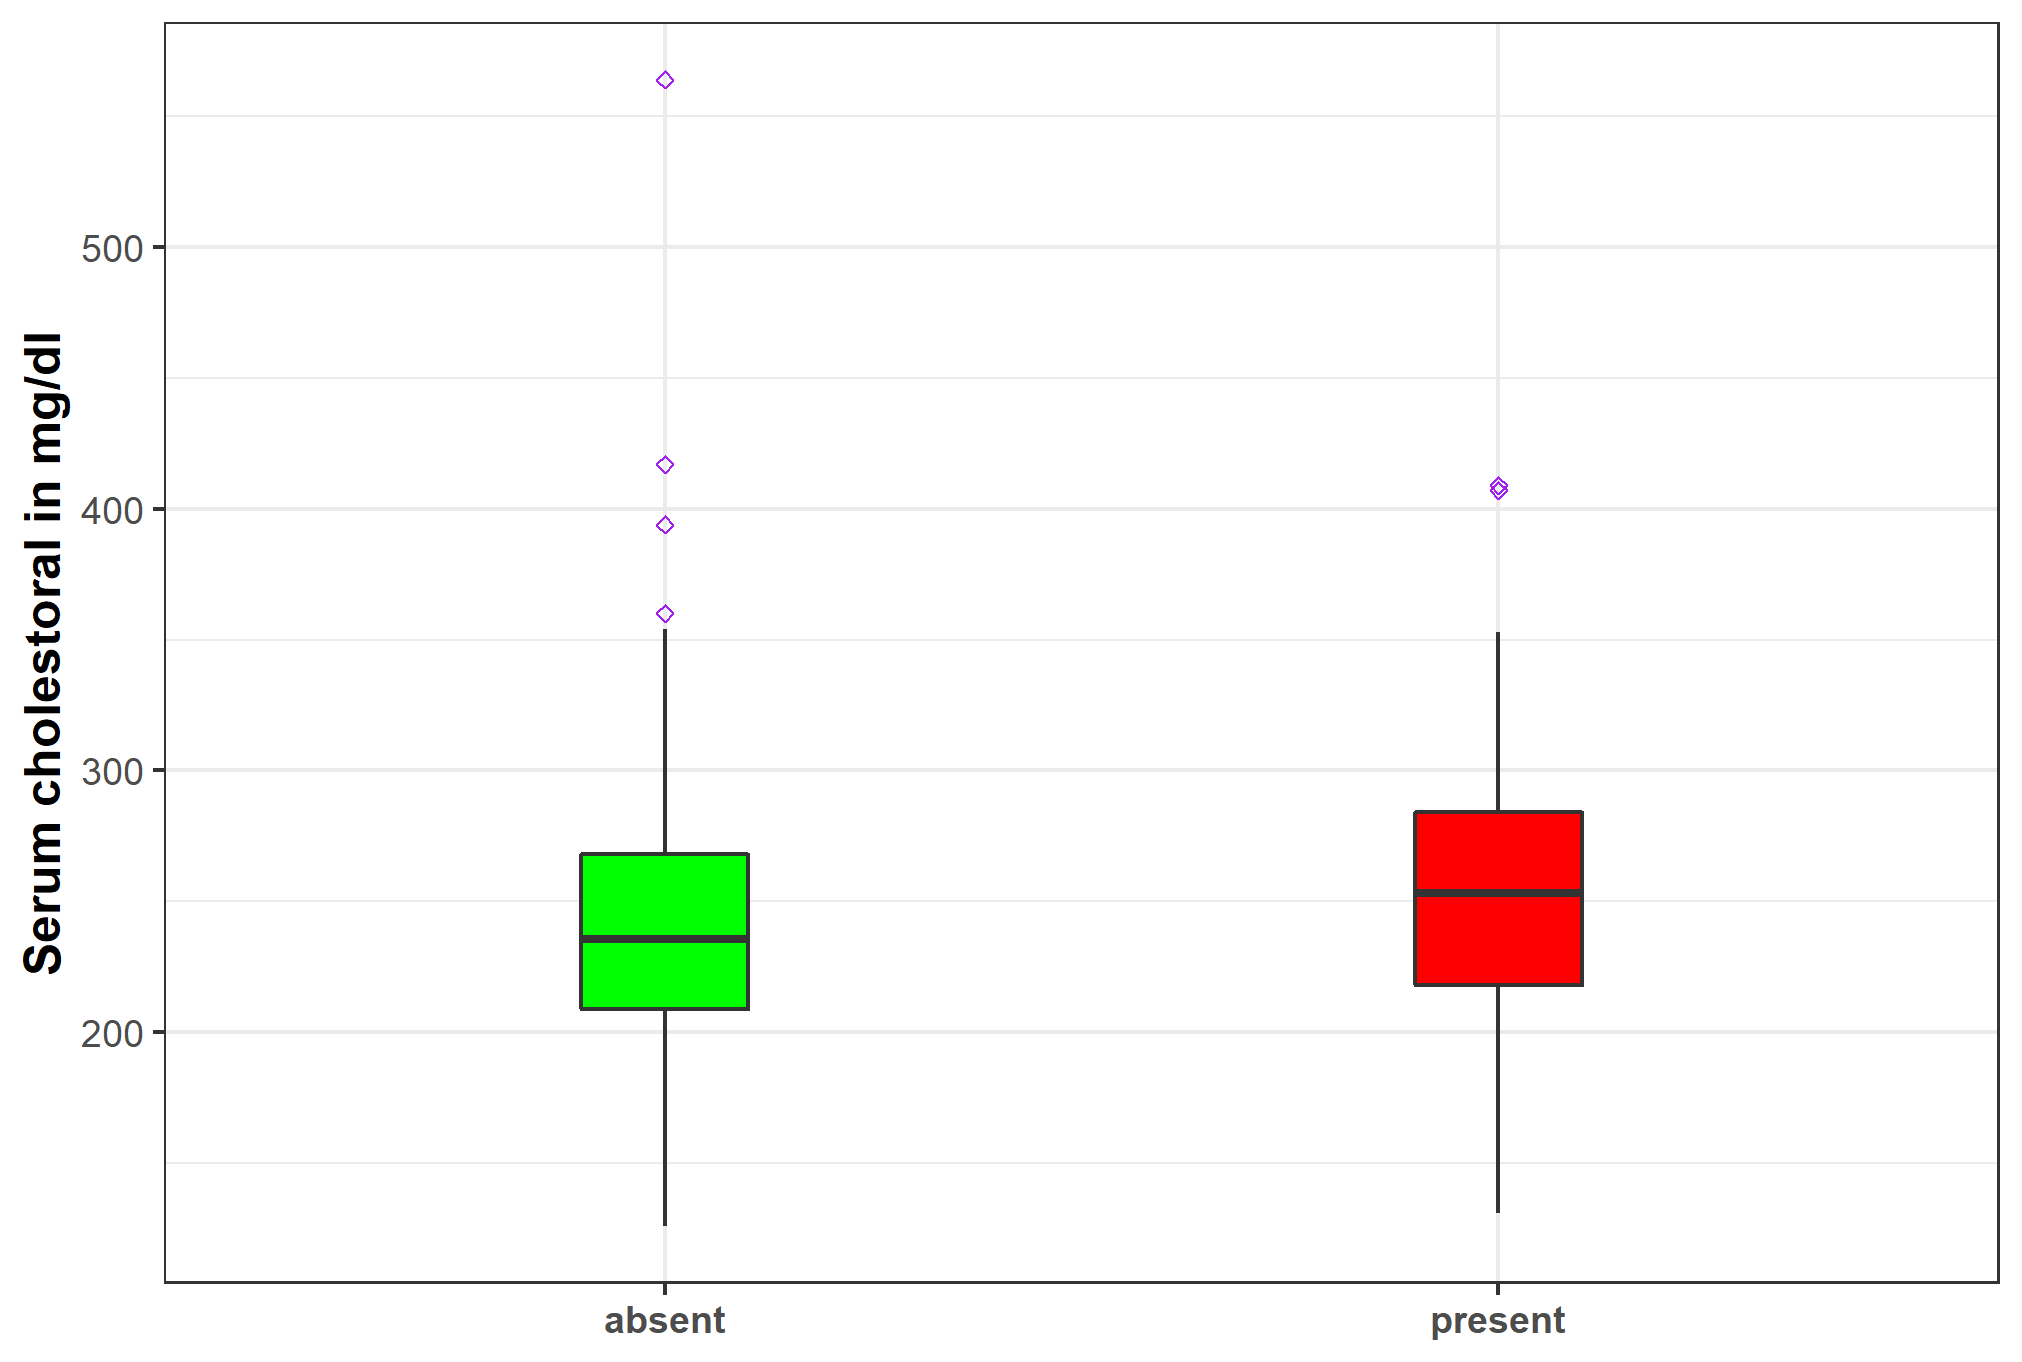 Serum cholestoral in mg/dl
500
400
300
200
absent
present